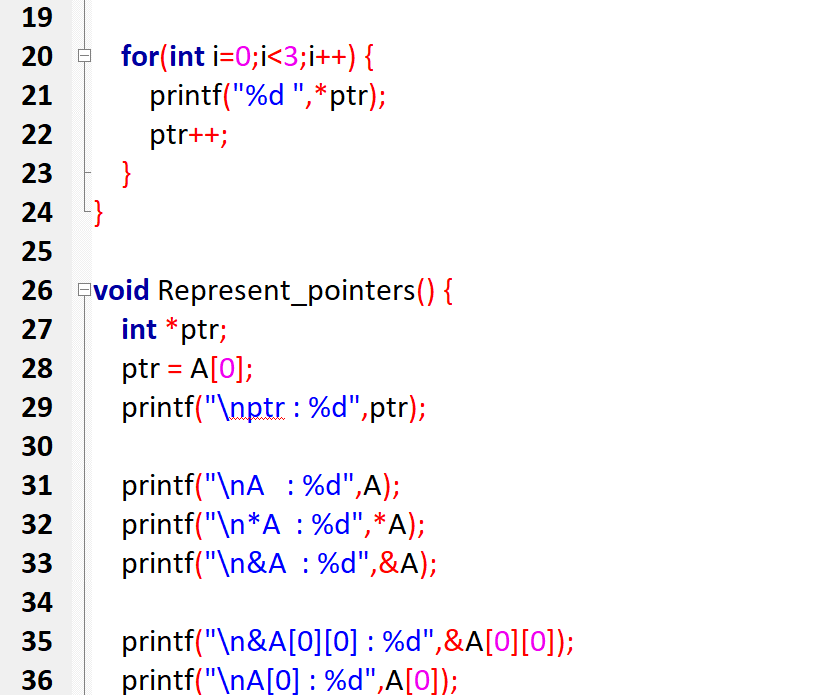 19
20 for(int i=0;i<3;i++) {
21 printf("%d ",*ptr);
22 ptr++;
23 }
24 }
25
26 void Represent_pointers() {
27 int *ptr;
28 ptr = A[0];
29 printf("\nptr : %d",ptr);
30
31 printf("\nA   : %d",A);
32 printf("\n*A  : %d",*A);
33 printf("\n&A  : %d",&A);
34
35 printf("\n&A[0][0] : %d",&A[0][0]);
36 printf("\nA[0] : %d",A[0]);